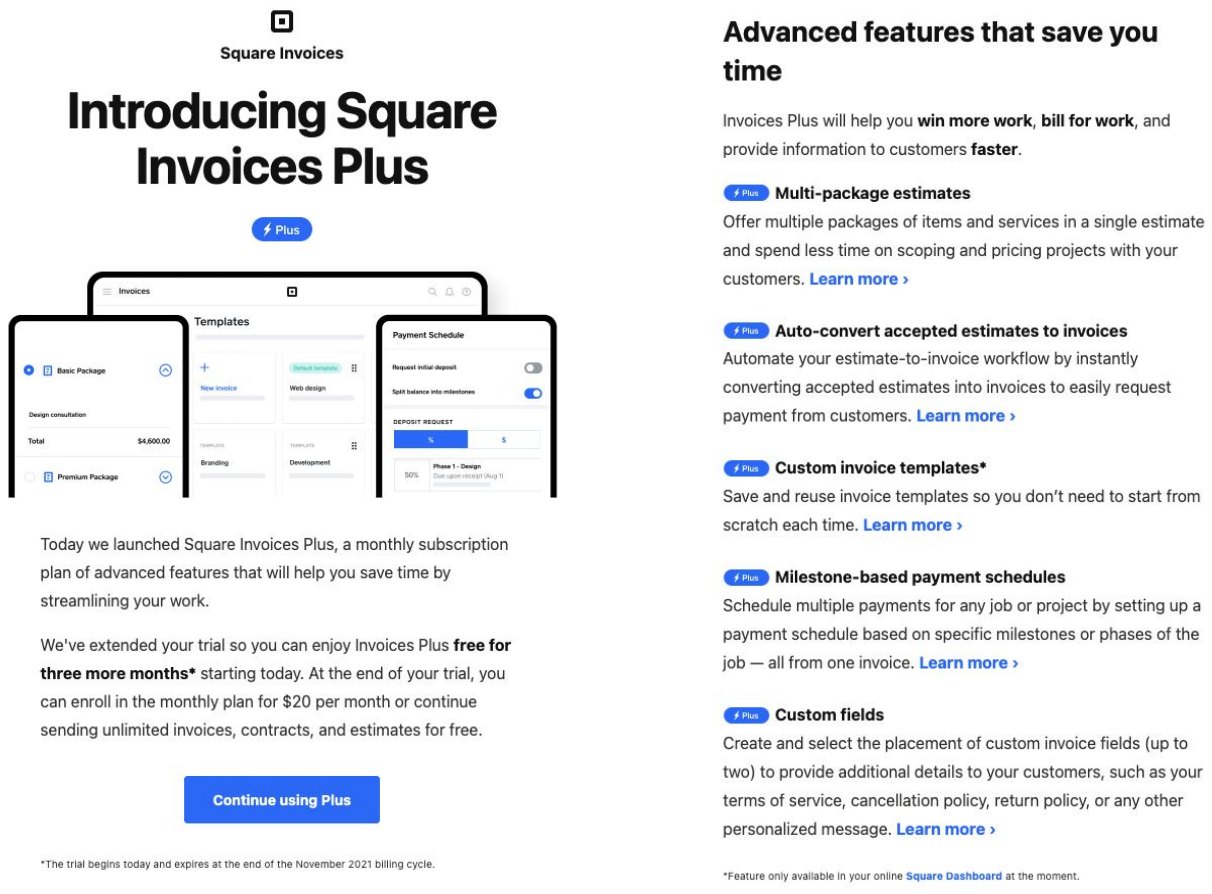 Square Invoices
Introducing Square
Invoices Plus
Plus
Invoices
Templates
New invoice
Default template
Web design
TEMPLATE
Branding
TEMPLATE
Development
Basic Package
Design consultation
Total $4,600.00
Premium Package
Payment Schedule
Request initial deposit
Split balance into milestones
DEPOSIT REQUEST
% $
50%
Phase 1 - Design
Due upon receipt (Aug 1)
Today we launched Square Invoices Plus, a monthly subscription
plan of advanced features that will help you save time by
streamlining your work.
We've extended your trial so you can enjoy Invoices Plus free for
three more months* starting today. At the end of your trial, you
can enroll in the monthly plan for $20 per month or continue
sending unlimited invoices, contracts, and estimates for free.
Continue using Plus
*The trial begins today and expires at the end of the November 2021 billing cycle.
Advanced features that save you
time
Invoices Plus will help you win more work, bill for work, and
provide information to customers faster.
Plus Multi-package estimates
Offer multiple packages of items and services in a single estimate
and spend less time on scoping and pricing projects with your
customers. Learn more ›
Plus Auto-convert accepted estimates to invoices
Automate your estimate-to-invoice workflow by instantly
converting accepted estimates into invoices to easily request
payment from customers. Learn more ›
Plus Custom invoice templates*
Save and reuse invoice templates so you don’t need to start from
scratch each time. Learn more ›
Plus Milestone-based payment schedules
Schedule multiple payments for any job or project by setting up a
payment schedule based on specific milestones or phases of the
job — all from one invoice. Learn more ›
Plus Custom fields
Create and select the placement of custom invoice fields (up to
two) to provide additional details to your customers, such as your
terms of service, cancellation policy, return policy, or any other
personalized message. Learn more ›
*Feature only available in your online Square Dashboard at the moment.